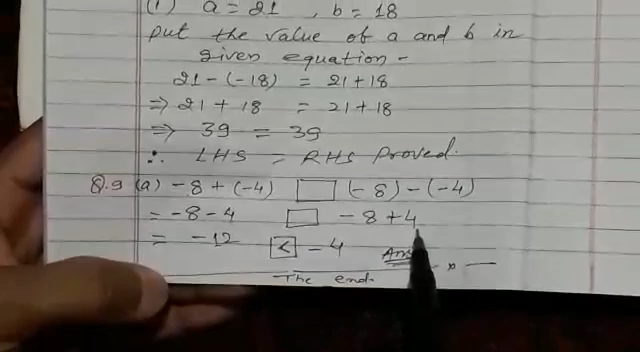 (i) a = 21 , b = 18
put the value of a and b in
given equation -
21 - (-18) = 21 + 18
⇒ 21 + 18 = 21 + 18
⇒ 39 = 39
∴ LHS = RHS Proved.
Q.9 (a) - 8 + (-4) □ (-8) - (-4)
= -8 - 4 □ - 8 + 4
= -12 < - 4 Ans
The end.